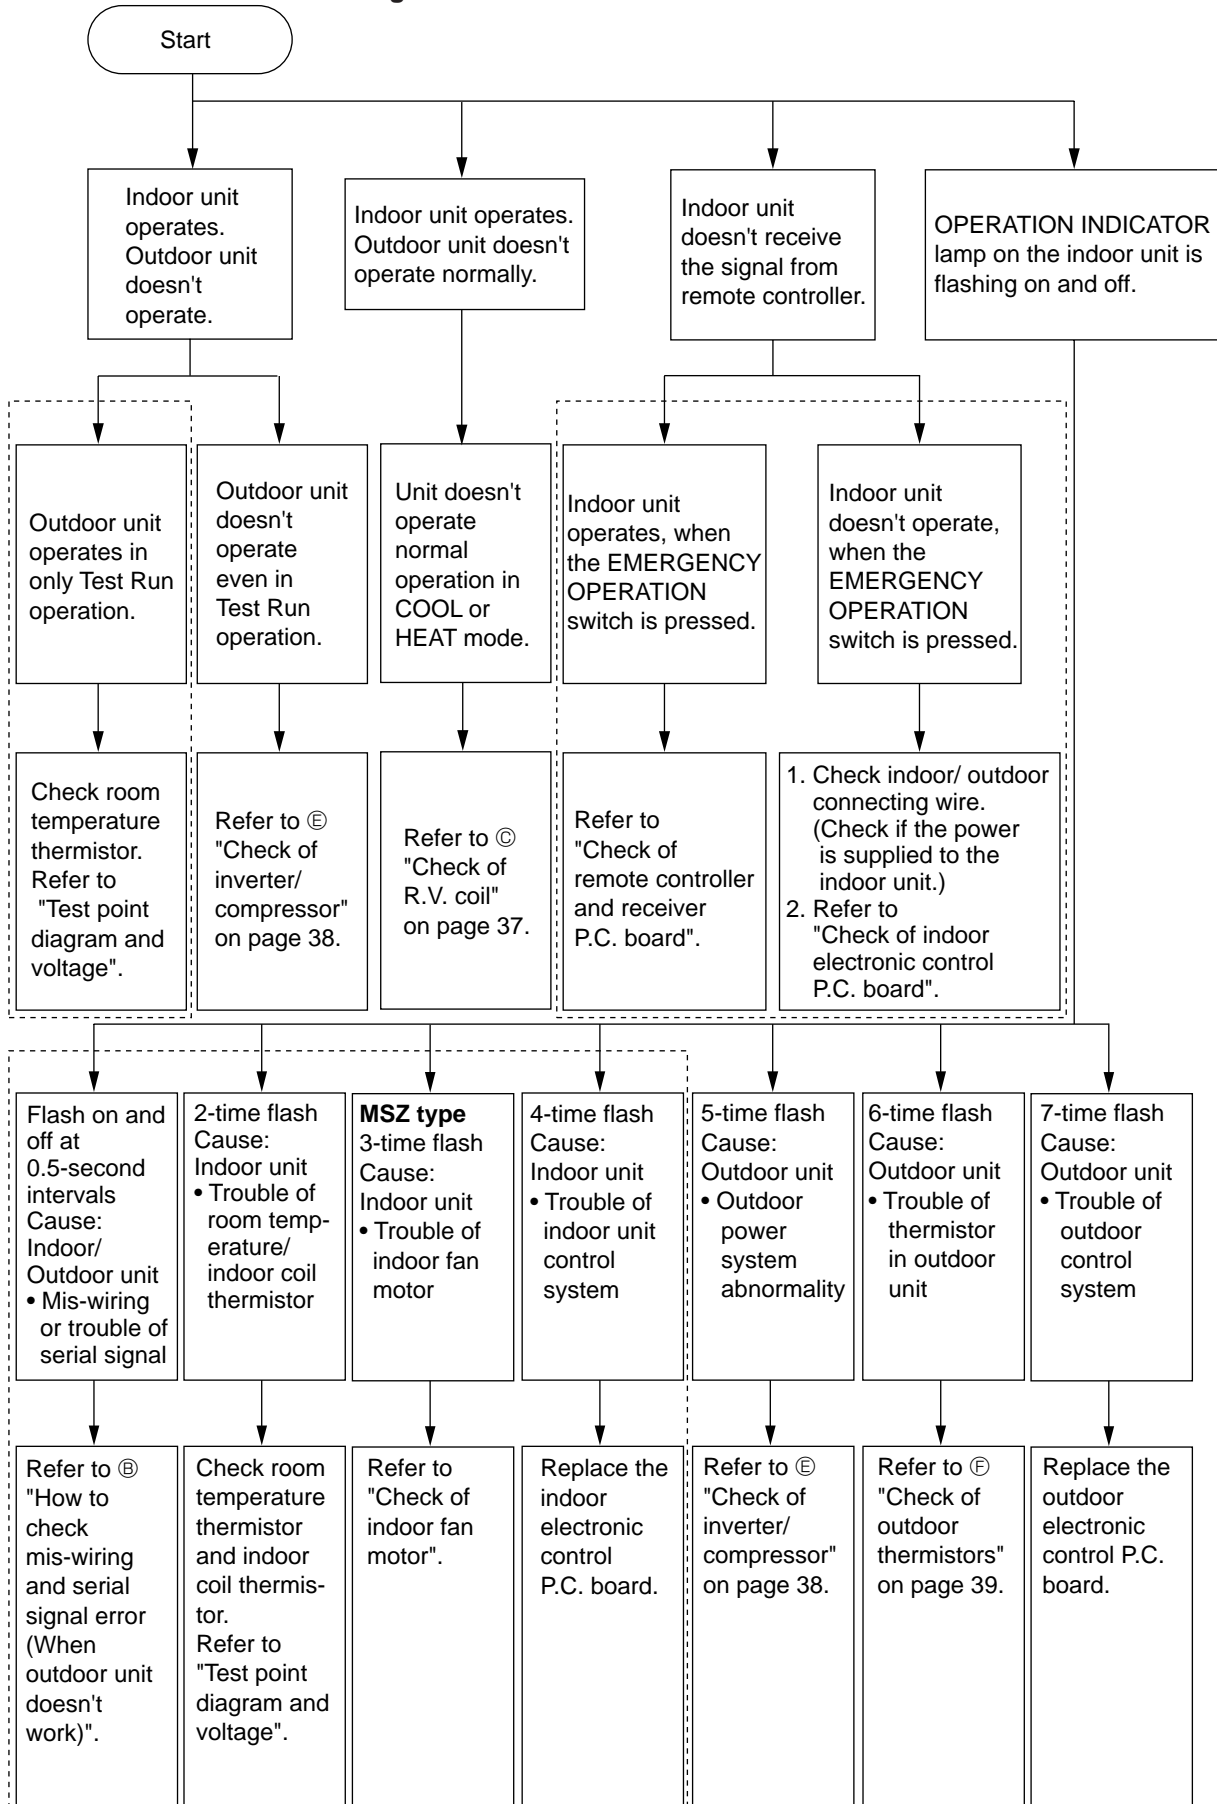 Start
Indoor unit
operates.
Outdoor unit
doesn't
operate.
Indoor unit operates.
Outdoor unit doesn't
operate normally.
Indoor unit
doesn't receive
the signal from
remote controller.
OPERATION INDICATOR
lamp on the indoor unit is
flashing on and off.
Outdoor unit
operates in
only Test Run
operation.
Outdoor unit
doesn't
operate
even in
Test Run
operation.
Unit doesn't
operate
normal
operation in
COOL or
HEAT mode.
Indoor unit
operates, when
the EMERGENCY
OPERATION
switch is pressed.
Indoor unit
doesn't operate,
when the
EMERGENCY
OPERATION
switch is pressed.
Check room
temperature
thermistor.
Refer to
"Test point
diagram and
voltage".
Refer to Ⓔ
"Check of
inverter/
compressor"
on page 38.
Refer to Ⓒ
"Check of
R.V. coil"
on page 37.
Refer to
"Check of
remote controller
and receiver
P.C. board".
1. Check indoor/ outdoor
connecting wire.
(Check if the power
is supplied to the
indoor unit.)
2. Refer to
"Check of indoor
electronic control
P.C. board".
Flash on and
off at
0.5-second
intervals
Cause:
Indoor/
Outdoor unit
• Mis-wiring
or trouble of
serial signal
2-time flash
Cause:
Indoor unit
• Trouble of
room temp-
erature/
indoor coil
thermistor
MSZ type
3-time flash
Cause:
Indoor unit
• Trouble of
indoor fan
motor
4-time flash
Cause:
Indoor unit
• Trouble of
indoor unit
control
system
5-time flash
Cause:
Outdoor unit
• Outdoor
power
system
abnormality
6-time flash
Cause:
Outdoor unit
• Trouble of
thermistor
in outdoor
unit
7-time flash
Cause:
Outdoor unit
• Trouble of
outdoor
control
system
Refer to Ⓑ
"How to
check
mis-wiring
and serial
signal error
(When
outdoor unit
doesn't
work)".
Check room
temperature
thermistor
and indoor
coil thermis-
tor.
Refer to
"Test point
diagram and
voltage".
Refer to
"Check of
indoor fan
motor".
Replace the
indoor
electronic
control
P.C. board.
Refer to Ⓔ
"Check of
inverter/
compressor"
on page 38.
Refer to Ⓕ
"Check of
outdoor
thermistors"
on page 39.
Replace the
outdoor
electronic
control P.C.
board.